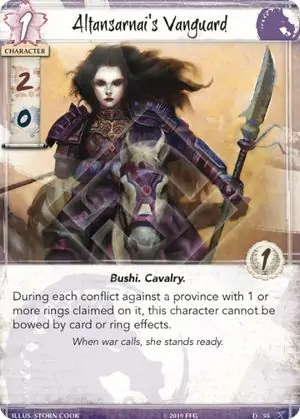 Altansarnai's Vanguard
1
CHARACTER
2
0
1
Bushi. Cavalry.
During each conflict against a province with 1 or
more rings claimed on it, this character cannot be
bowed by card or ring effects.
When war calls, she stands ready.
ILLUS. STORN COOK
© 2019 FFG